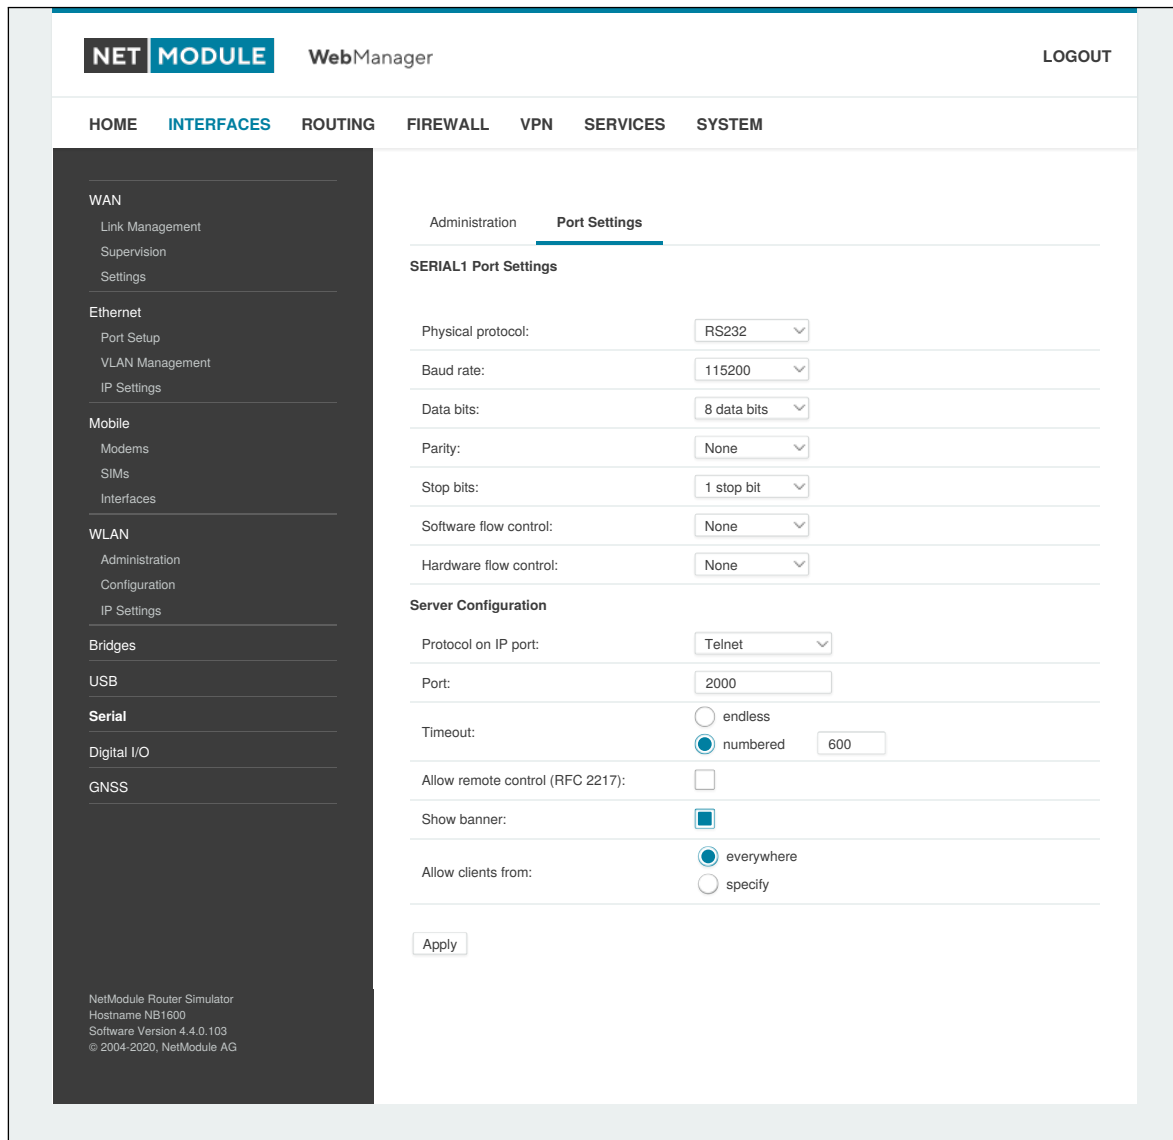 NET MODULE WebManager LOGOUT
HOME INTERFACES ROUTING FIREWALL VPN SERVICES SYSTEM
WAN
Link Management
Supervision
Settings
Ethernet
Port Setup
VLAN Management
IP Settings
Mobile
Modems
SIMs
Interfaces
WLAN
Administration
Configuration
IP Settings
Bridges
USB
Serial
Digital I/O
GNSS
NetModule Router Simulator
Hostname NB1600
Software Version 4.4.0.103
© 2004-2020, NetModule AG
Administration Port Settings
SERIAL1 Port Settings
Physical protocol: RS232
Baud rate: 115200
Data bits: 8 data bits
Parity: None
Stop bits: 1 stop bit
Software flow control: None
Hardware flow control: None
Server Configuration
Protocol on IP port: Telnet
Port: 2000
Timeout:
endless
numbered 600
Allow remote control (RFC 2217):
Show banner:
Allow clients from:
everywhere
specify
Apply